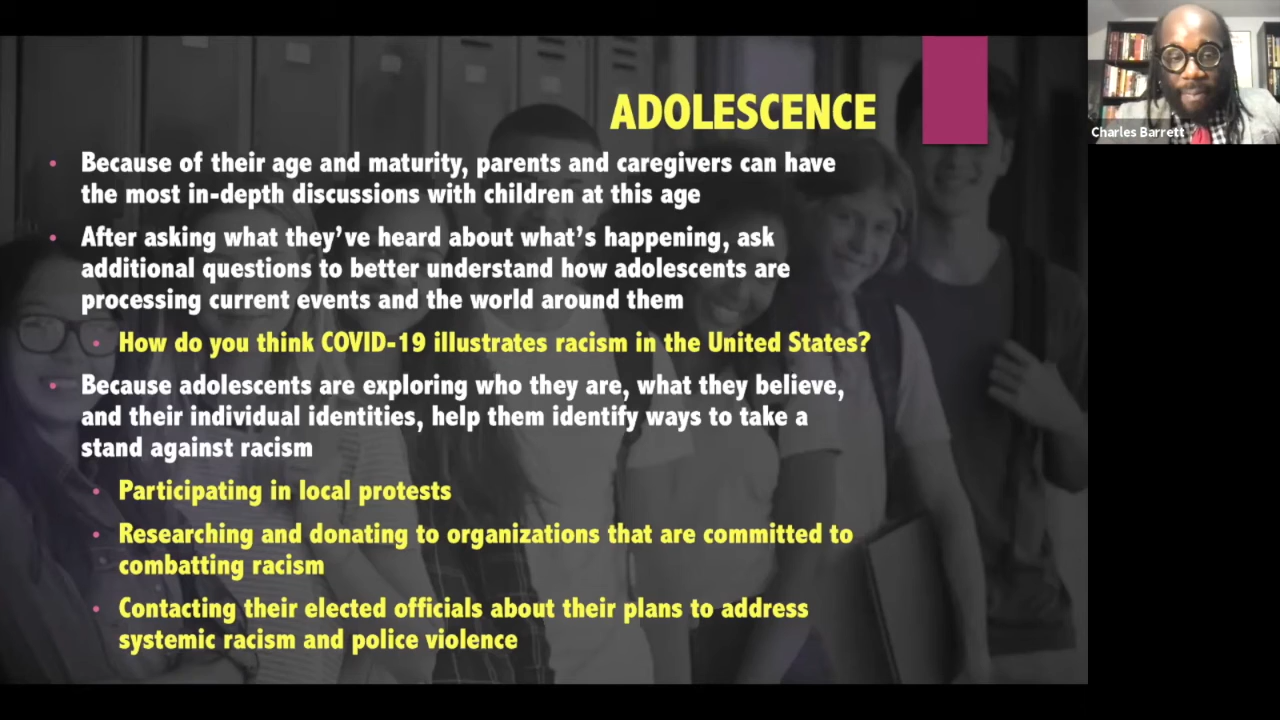 ADOLESCENCE
• Because of their age and maturity, parents and caregivers can have
the most in-depth discussions with children at this age
• After asking what they've heard about what's happening, ask
additional questions to better understand how adolescents are
processing current events and the world around them
• How do you think COVID-19 illustrates racism in the United States?
• Because adolescents are exploring who they are, what they believe,
and their individual identities, help them identify ways to take a
stand against racism
• Participating in local protests
• Researching and donating to organizations that are committed to
combatting racism
• Contacting their elected officials about their plans to address
systemic racism and police violence
Charles Barrett